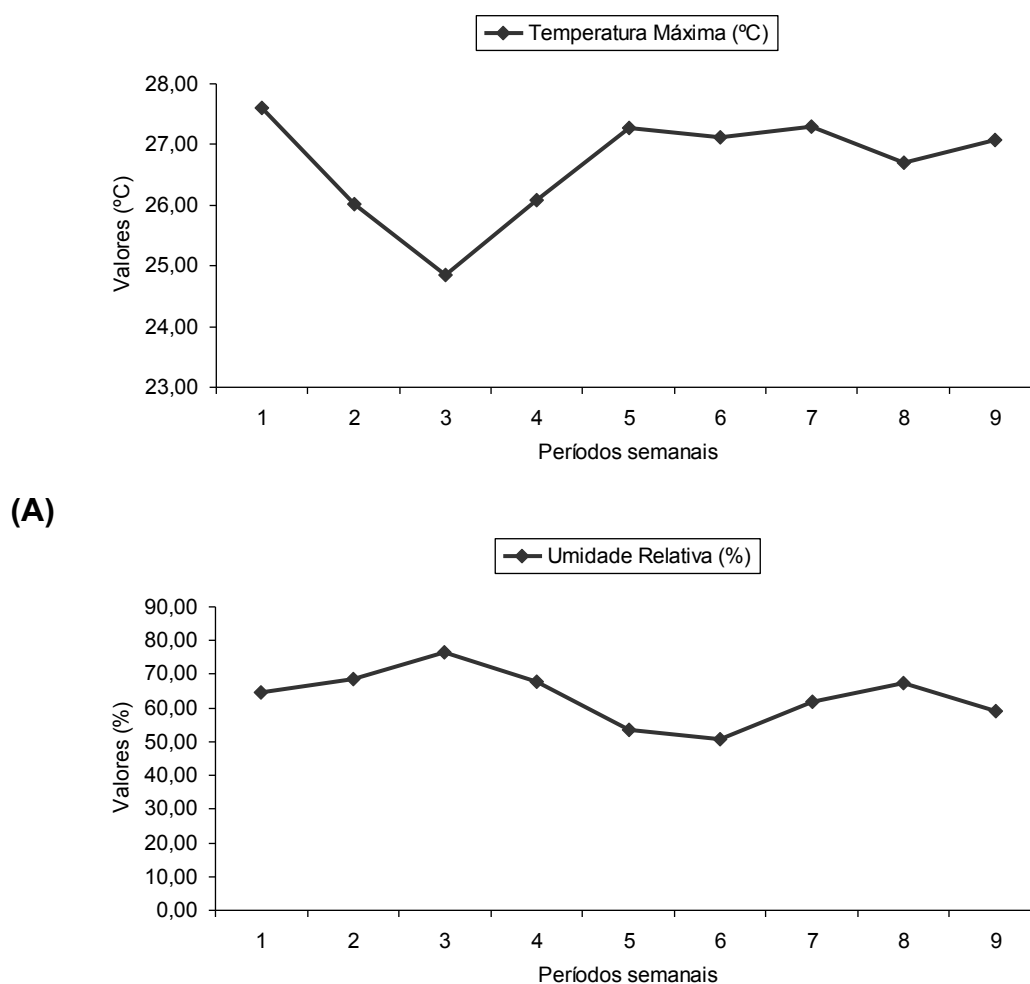 Temperatura Máxima (ºC)
28,00
27,00
26,00
25,00
24,00
23,00
Valores (ºC)
1 2 3 4 5 6 7 8 9
Períodos semanais
(A)
Umidade Relativa (%)
90,00
80,00
70,00
60,00
50,00
40,00
30,00
20,00
10,00
0,00
Valores (%)
1 2 3 4 5 6 7 8 9
Períodos semanais